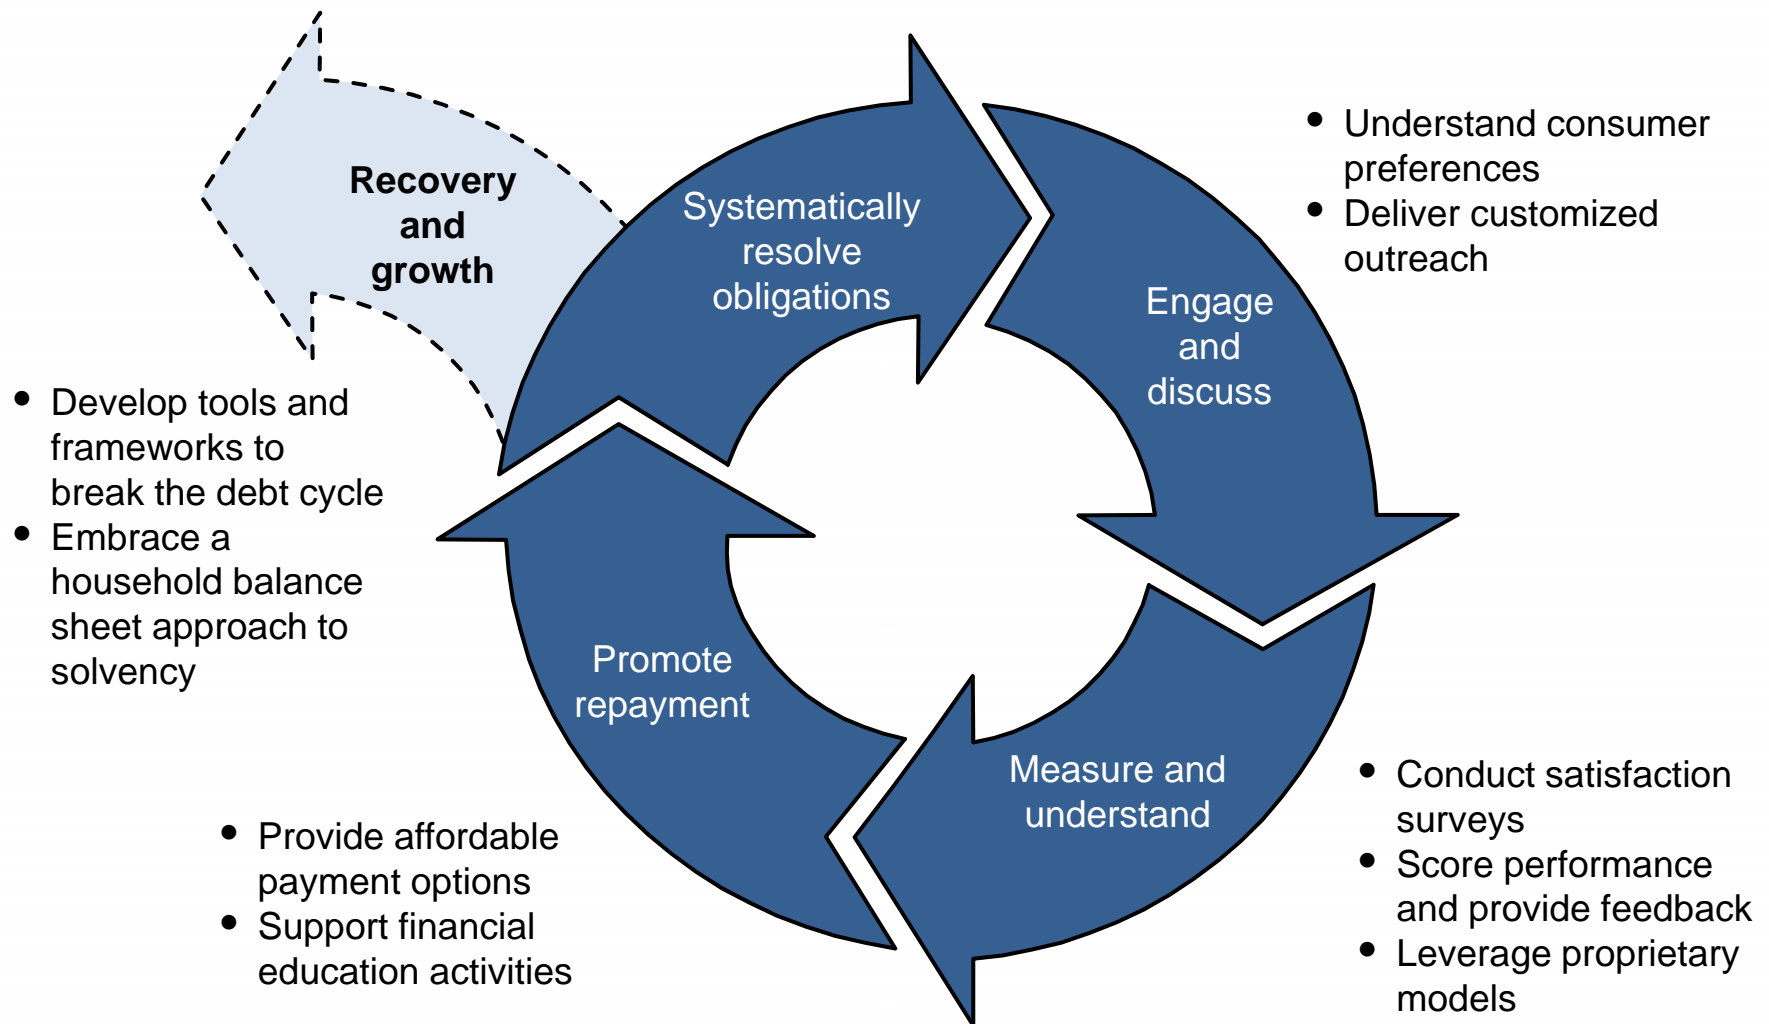 Recovery
and
growth
Systematically
resolve
obligations
Engage
and
discuss
• Understand consumer
preferences
• Deliver customized
outreach
• Develop tools and
frameworks to
break the debt cycle
• Embrace a
household balance
sheet approach to
solvency
Promote
repayment
Measure and
understand
• Conduct satisfaction
surveys
• Score performance
and provide feedback
• Leverage proprietary
models
• Provide affordable
payment options
• Support financial
education activities